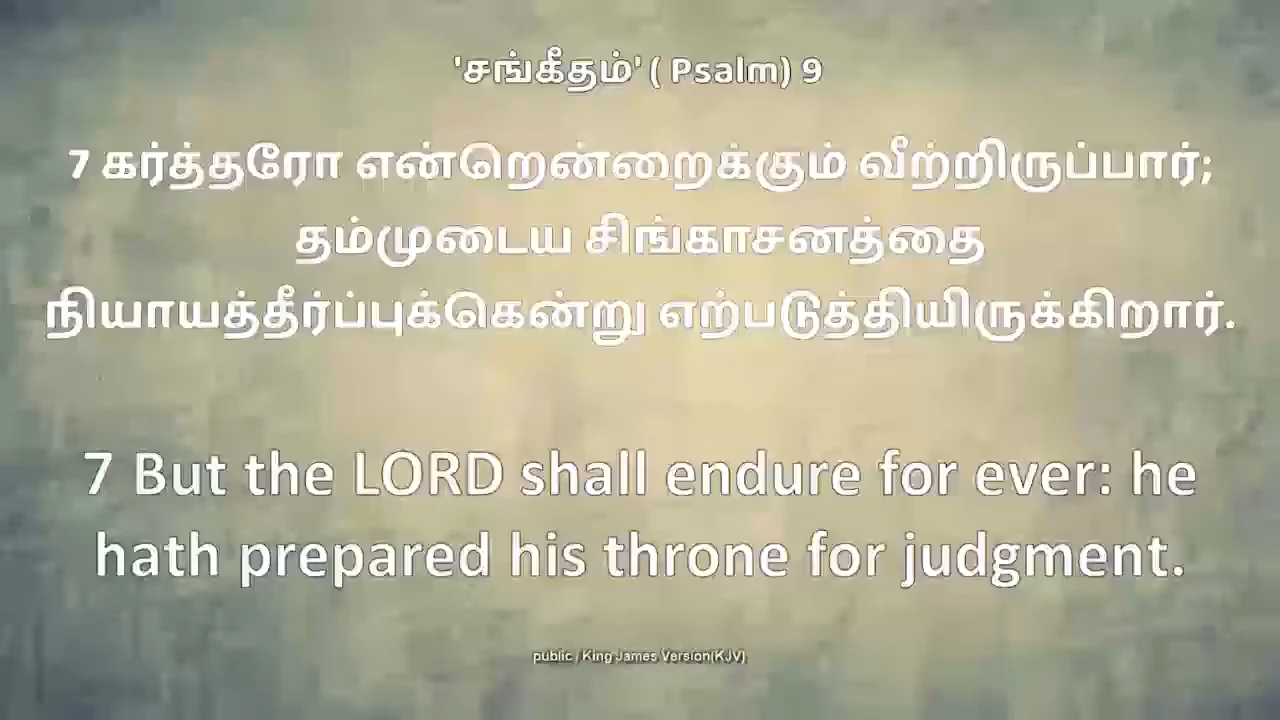 'சங்கீதம்' ( Psalm) 9
7 கர்த்தரோ என்றென்றைக்கும் வீற்றிருப்பார்;
தம்முடைய சிங்காசனத்தை
நியாயத்தீர்ப்புக்கென்று எற்படுத்தியிருக்கிறார்.
7 But the LORD shall endure for ever: he
hath prepared his throne for judgment.
public / King James Version(KJV)